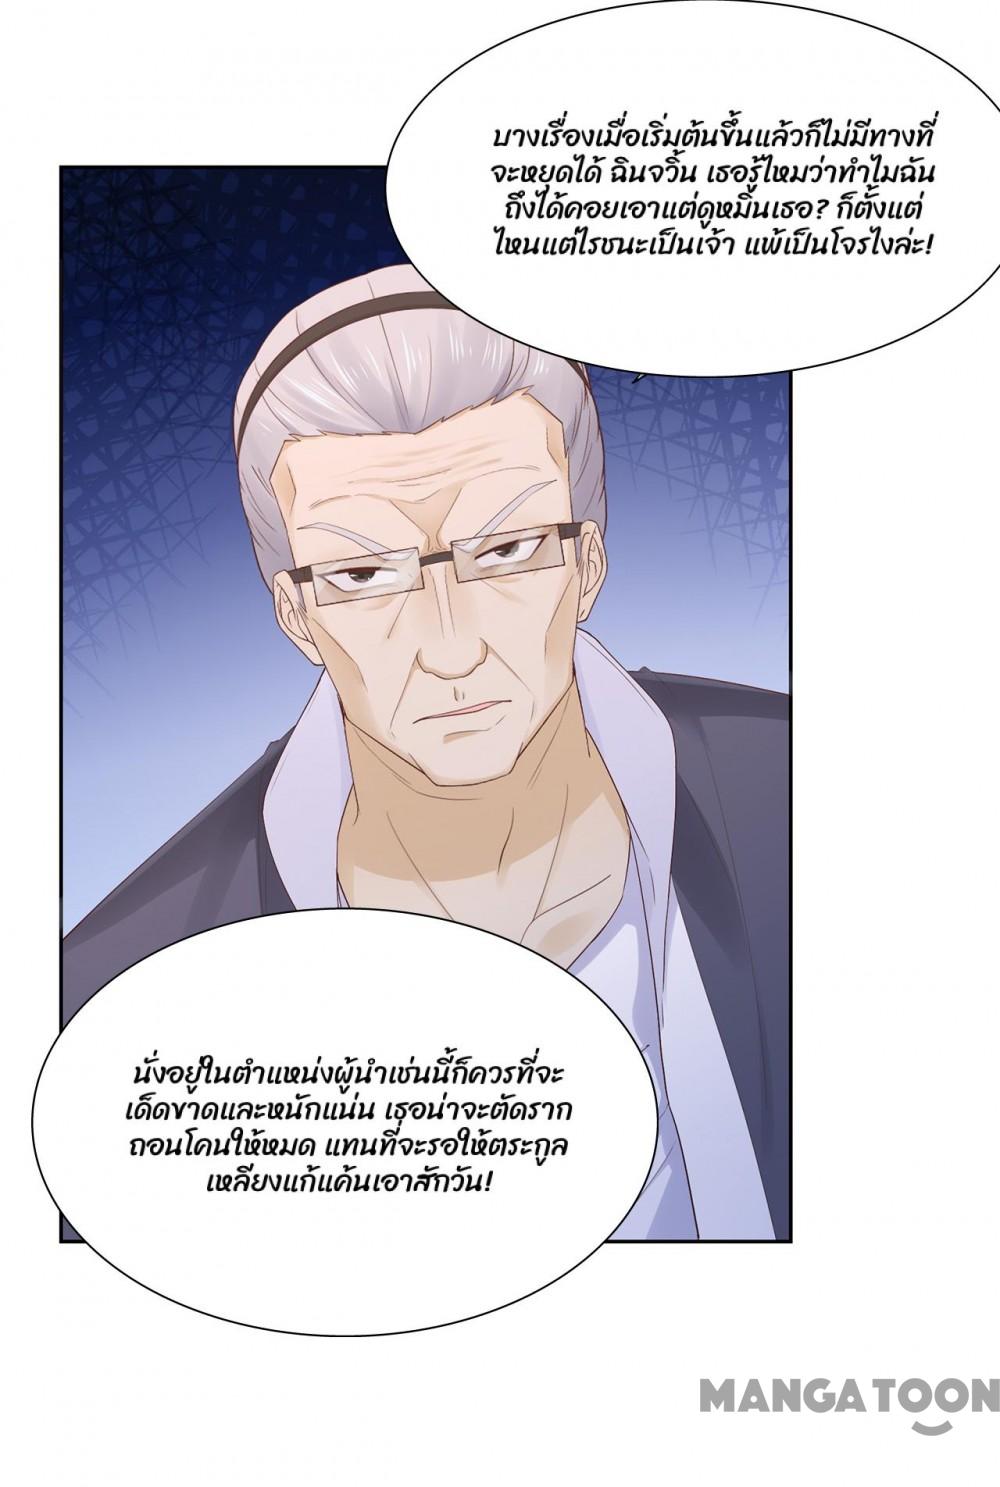 บางเรื่องเมื่อเริ่มต้นขึ้นแล้วก็ไม่มีทางที่
จะหยุดได้ ฉินจวิ้น เธอรู้ไหมว่าทำไมฉัน
ถึงได้คอยเอาแต่ดูหมิ่นเธอ? ก็ตั้งแต่
ไหนแต่ไรชนะเป็นเจ้า แพ้เป็นโจรไงล่ะ!
นั่งอยู่ในตำแหน่งผู้นำเช่นนี้ก็ควรที่จะ
เด็ดขาดและหนักแน่น เธอน่าจะตัดราก
ถอนโคนให้หมด แทนที่จะรอให้ตระกูล
เหลียงแก้แค้นเอาสักวัน!
MANGATOON